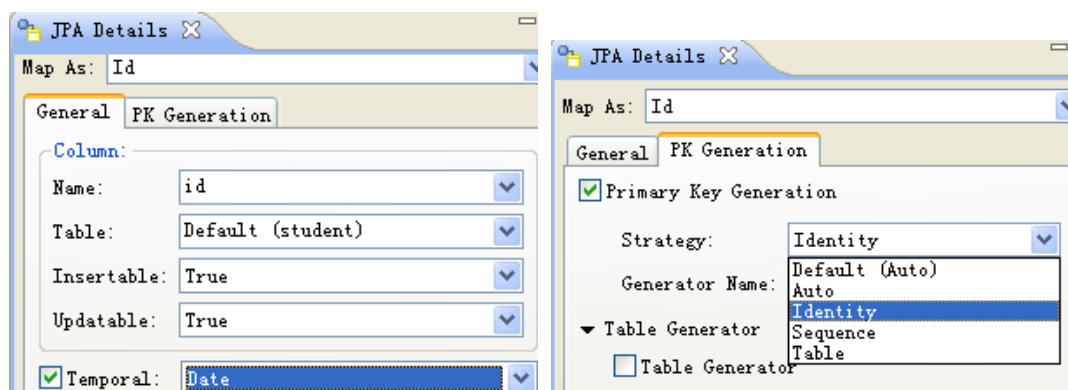 JPA Details
Map As: Id
General PK Generation
Column:
Name: id
Table: Default (student)
Insertable: True
Updatable: True
Temporal: Date
JPA Details
Map As: Id
General PK Generation
Primary Key Generation
Strategy: Identity
Default (Auto)
Generator Name:
Auto
Identity
Table Generator
Sequence
Table
Table Generator